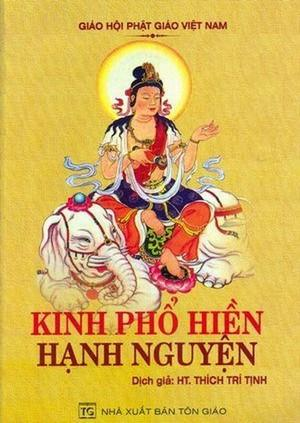 GIÁO HỘI PHẬT GIÁO VIỆT NAM
KINH PHỔ HIỀN
HẠNH NGUYỆN
Dịch giả: HT. THÍCH TRÍ TỊNH
TG NHÀ XUẤT BẢN TÔN GIÁO